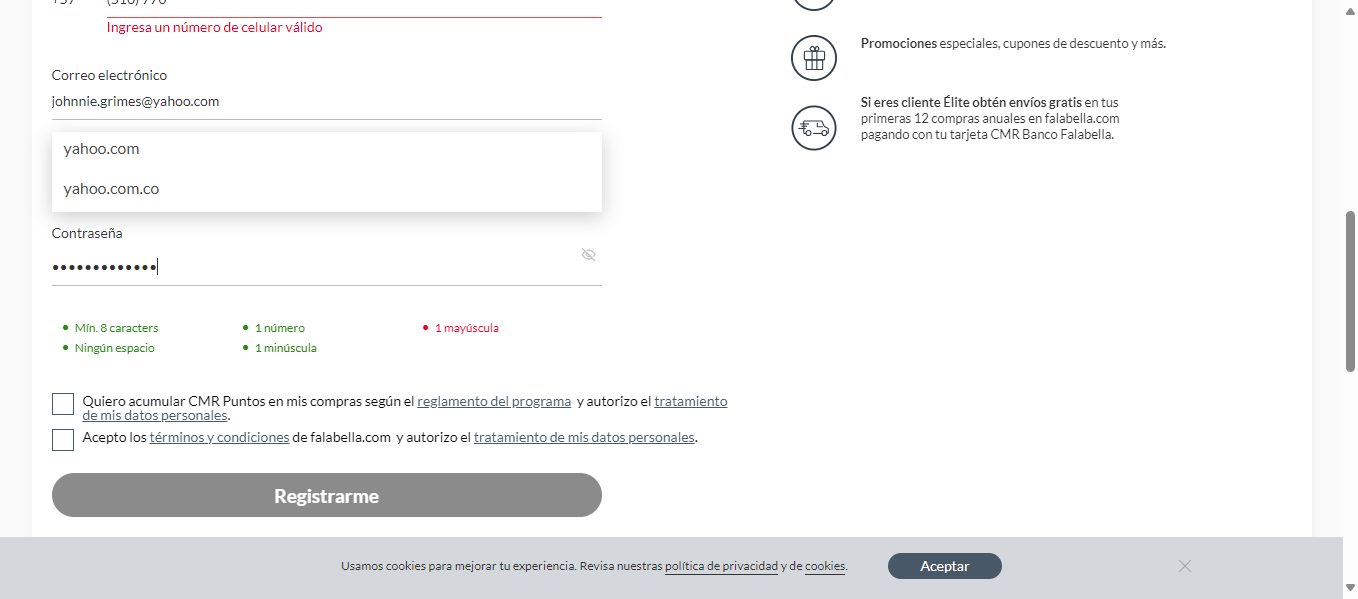 +57 (310) 770
Ingresa un número de celular válido
Correo electrónico
johnnie.grimes@yahoo.com
yahoo.com
yahoo.com.co
Contraseña
•••••••••••••
• Mín. 8 caracters
• 1 número
• 1 mayúscula
• Ningún espacio
• 1 minúscula
Quiero acumular CMR Puntos en mis compras según el reglamento del programa y autorizo el tratamiento
de mis datos personales.
Acepto los términos y condiciones de falabella.com y autorizo el tratamiento de mis datos personales.
Registrarme
Promociones especiales, cupones de descuento y más.
Si eres cliente Élite obtén envíos gratis en tus
primeras 12 compras anuales en falabella.com
pagando con tu tarjeta CMR Banco Falabella.
Usamos cookies para mejorar tu experiencia. Revisa nuestras política de privacidad y de cookies.
Aceptar